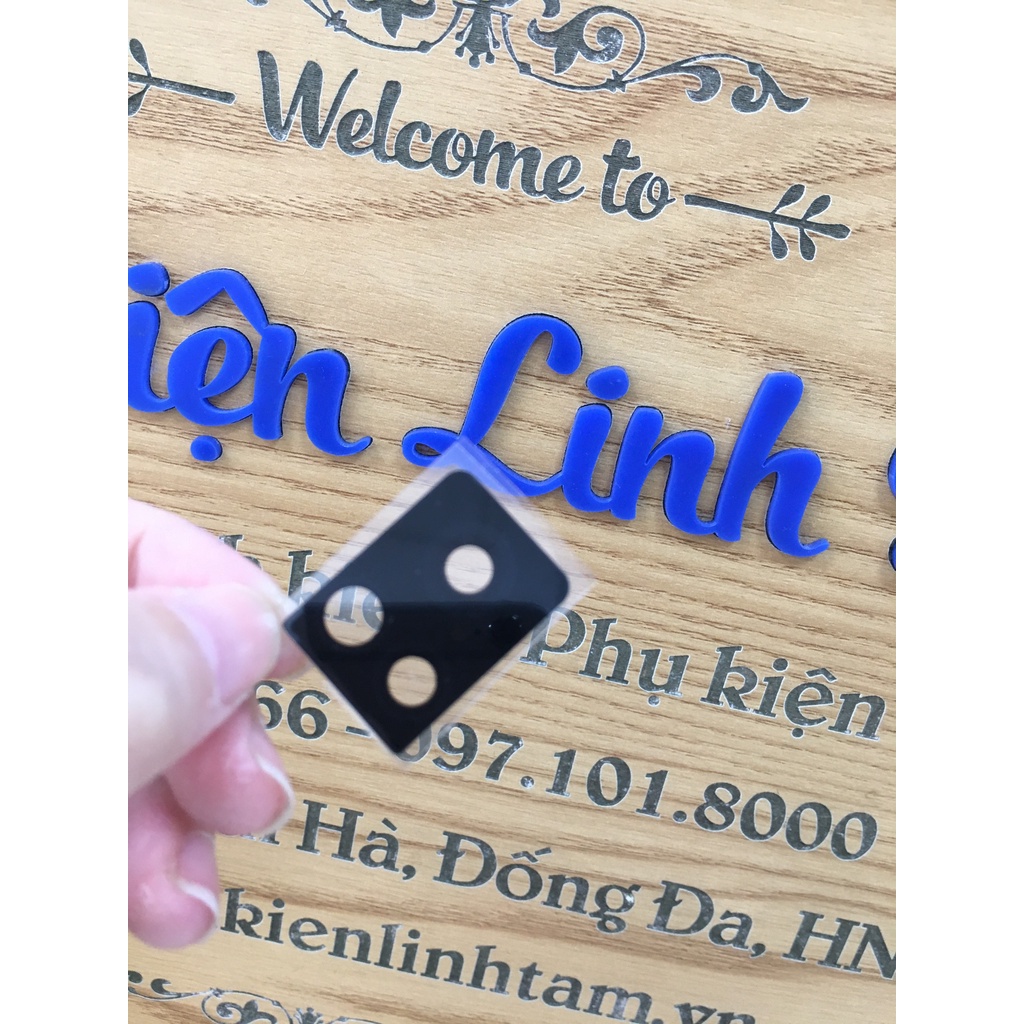 Welcome to
iện Linh
Phụ kiện
66 - 097.101.8000
Hà, Đống Đa, HN
kienlinhtam.vn